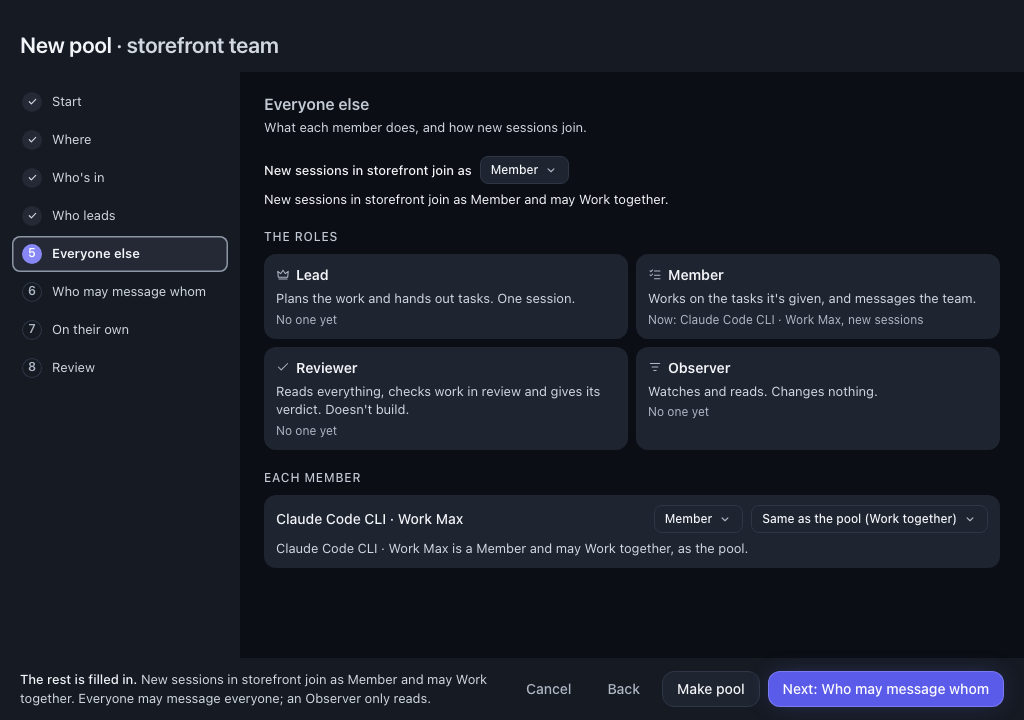 New pool · storefront team
Start
Where
Who's in
Who leads
5 Everyone else
6 Who may message whom
7 On their own
8 Review
Everyone else
What each member does, and how new sessions join.
New sessions in storefront join as Member
New sessions in storefront join as Member and may Work together.
THE ROLES
Lead
Plans the work and hands out tasks. One session.
No one yet
Member
Works on the tasks it's given, and messages the team.
Now: Claude Code CLI · Work Max, new sessions
Reviewer
Reads everything, checks work in review and gives its
verdict. Doesn't build.
No one yet
Observer
Watches and reads. Changes nothing.
No one yet
EACH MEMBER
Claude Code CLI · Work Max Member Same as the pool (Work together)
Claude Code CLI · Work Max is a Member and may Work together, as the pool.
The rest is filled in. New sessions in storefront join as Member and may Work
together. Everyone may message everyone; an Observer only reads.
Cancel Back Make pool Next: Who may message whom